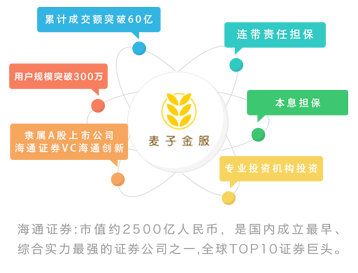 累计成交额突破60亿
连带责任担保
用户规模突破300万
本息担保
麦子金服
隶属A股上市公司
海通证券VC海通创新
专业投资机构投资
海通证券:市值约2500亿人民币，是国内成立最早、
综合实力最强的证券公司之一,全球TOP10证券巨头。